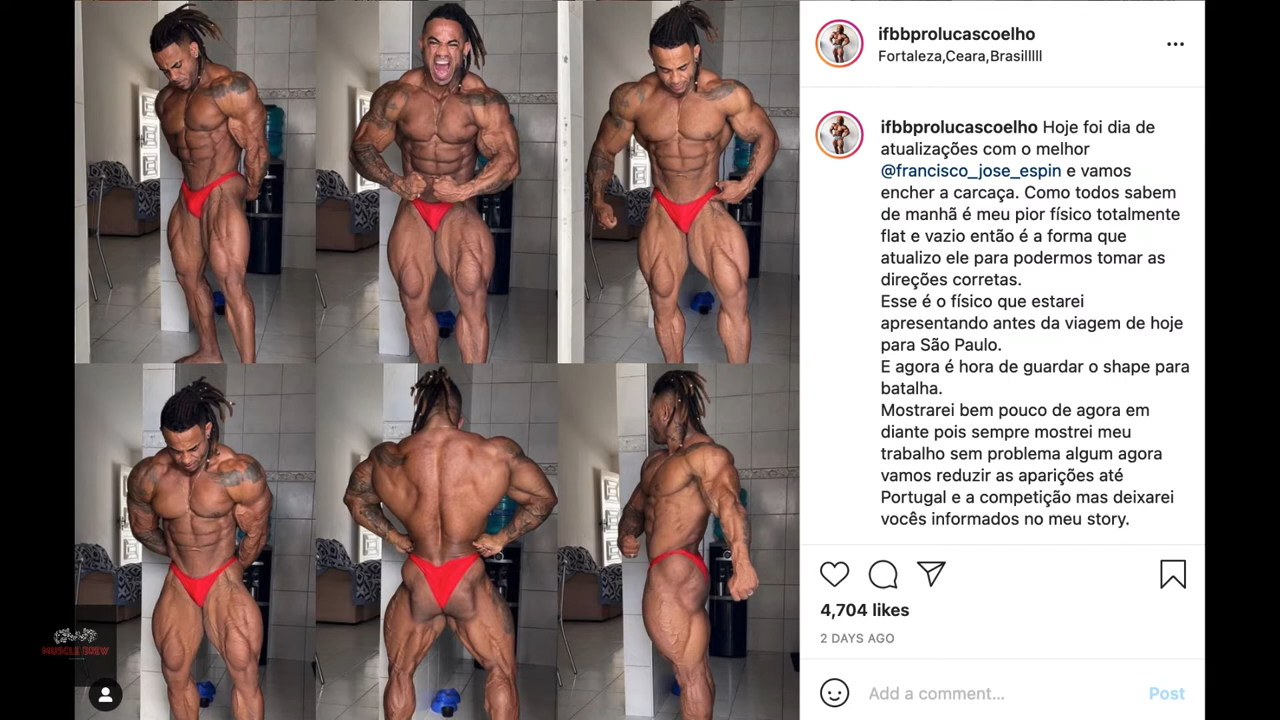 ifbbprolucascoelho
Fortaleza,Ceara,Brasilllll
ifbbprolucascoelho Hoje foi dia de
atualizações com o melhor
@francisco_jose_espin e vamos
encher a carcaça. Como todos sabem
de manhã é meu pior físico totalmente
flat e vazio então é a forma que
atualizo ele para podermos tomar as
direções corretas.
Esse é o físico que estarei
apresentando antes da viagem de hoje
para São Paulo.
E agora é hora de guardar o shape para
batalha.
Mostrarei bem pouco de agora em
diante pois sempre mostrei meu
trabalho sem problema algum agora
vamos reduzir as aparições até
Portugal e a competição mas deixarei
vocês informados no meu story.
4,704 likes
2 DAYS AGO
Add a comment... Post
MUSCLE CREW